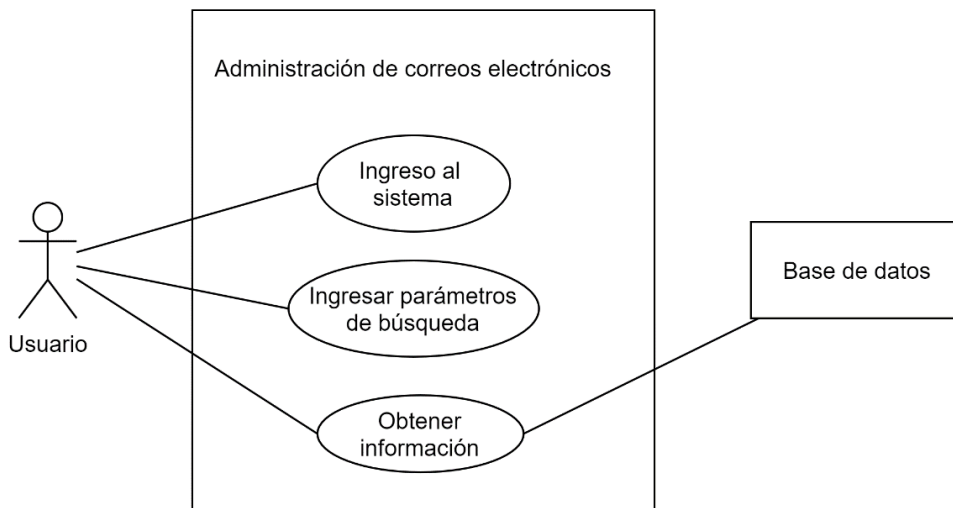 Administración de correos electrónicos
Ingreso al
sistema
Ingresar parámetros
de búsqueda
Obtener
información
Usuario
Base de datos